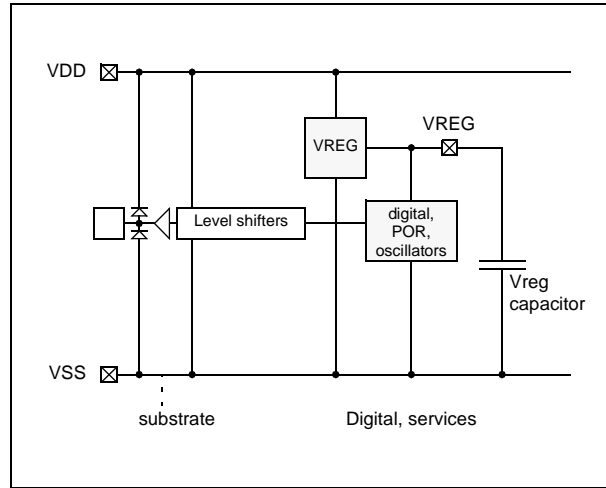 VDD
VREG
VREG
Level shifters
digital,
POR,
oscillators
Vreg
capacitor
VSS
substrate
Digital, services